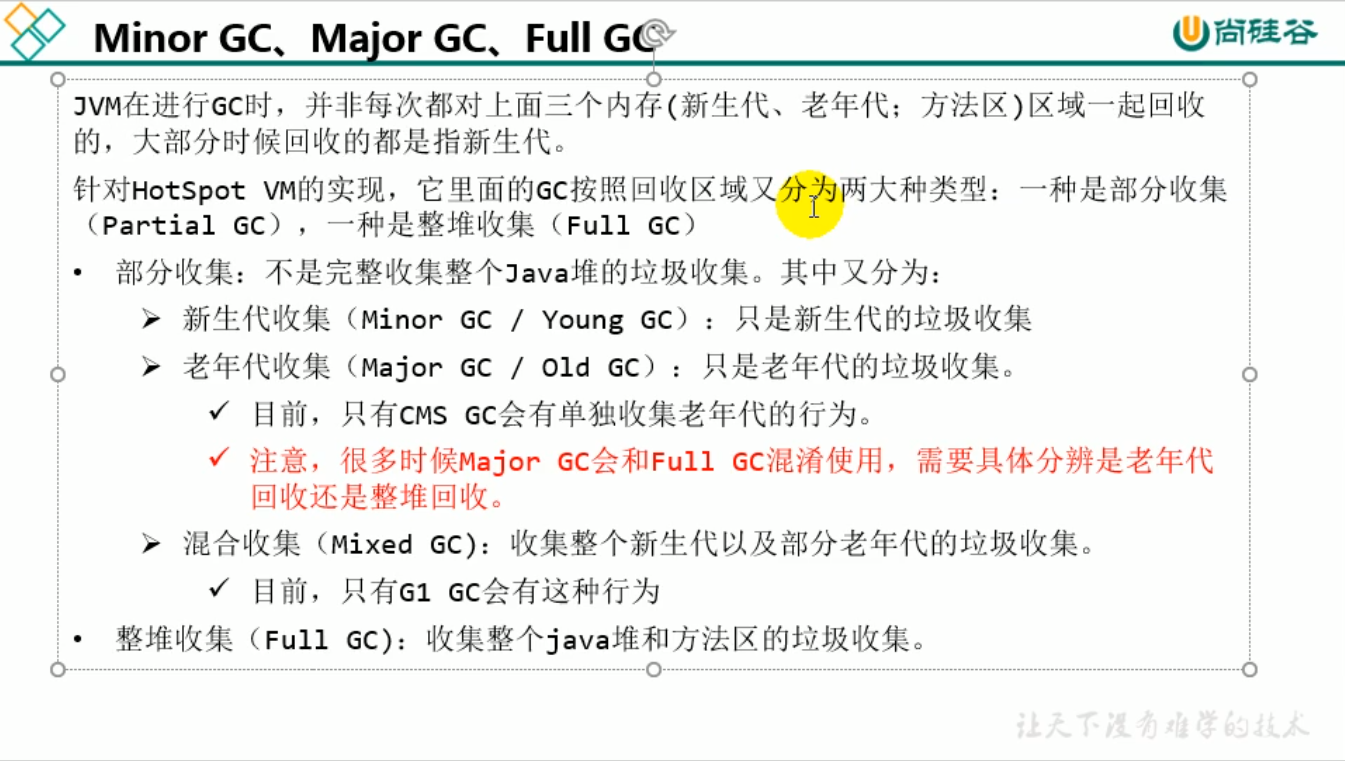 Minor GC、Major GC、Full GC
尚硅谷
JVM在进行GC时，并非每次都对上面三个内存(新生代、老年代；方法区)区域一起回收
的，大部分时候回收的都是指新生代。
针对HotSpot VM的实现，它里面的GC按照回收区域又分为两大种类型：一种是部分收集
（Partial GC），一种是整堆收集（Full GC）
• 部分收集：不是完整收集整个Java堆的垃圾收集。其中又分为：
➢ 新生代收集（Minor GC / Young GC）：只是新生代的垃圾收集
➢ 老年代收集（Major GC / Old GC）：只是老年代的垃圾收集。
✓ 目前，只有CMS GC会有单独收集老年代的行为。
✓ 注意，很多时候Major GC会和Full GC混淆使用，需要具体分辨是老年代
回收还是整堆回收。
➢ 混合收集（Mixed GC)：收集整个新生代以及部分老年代的垃圾收集。
✓ 目前，只有G1 GC会有这种行为
• 整堆收集（Full GC)：收集整个java堆和方法区的垃圾收集。
让天下没有难学的技术